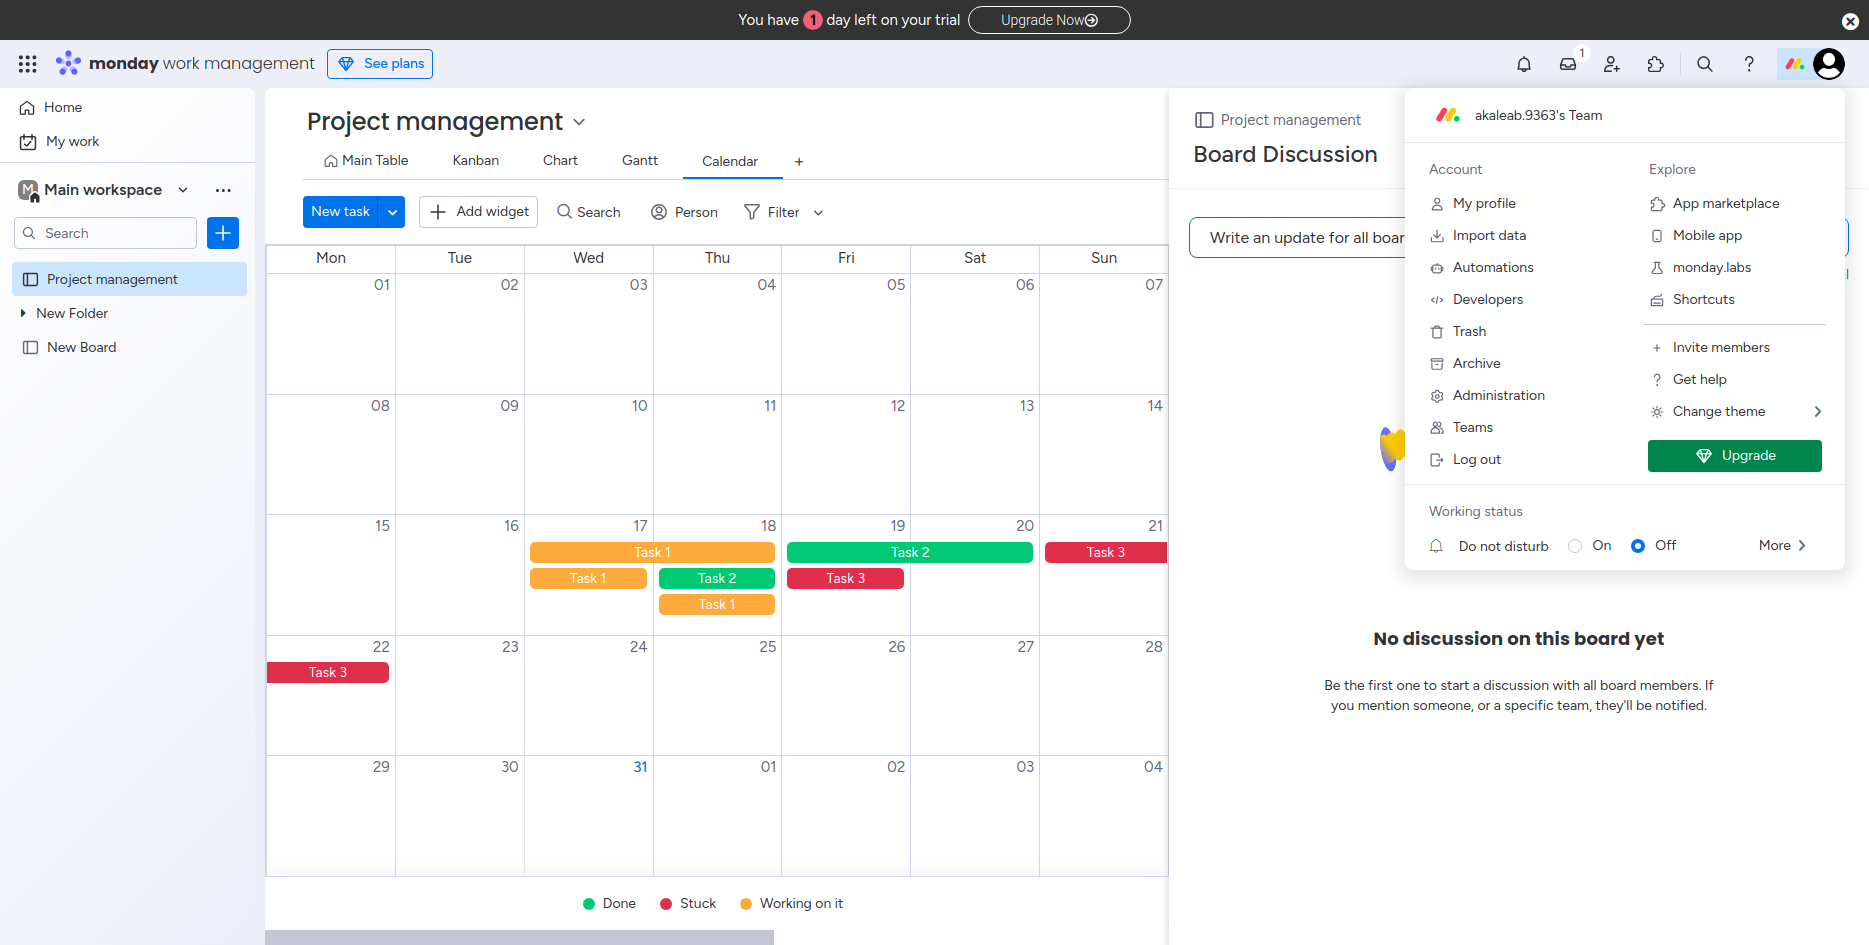 You have 1 day left on your trial Upgrade Now
monday work management See plans
1
Home
My work
M Main workspace
Search
Project management
New Folder
New Board
Project management
Main Table Kanban Chart Gantt Calendar +
New task Add widget Search Person Filter
Mon Tue Wed Thu Fri Sat Sun
01 02 03 04 05 06 07
08 09 10 11 12 13 14
15 16 17 18 19 20 21
Task 1 Task 2 Task 3
Task 1 Task 2 Task 3
Task 1
22 23 24 25 26 27 28
Task 3
29 30 31 01 02 03 04
Done Stuck Working on it
Project management
Board Discussion
Write an update for all boar
akaleab.9363's Team
Account
My profile
Import data
Automations
Developers
Trash
Archive
Administration
Teams
Log out
Explore
App marketplace
Mobile app
monday.labs
Shortcuts
Invite members
Get help
Change theme
Upgrade
Working status
Do not disturb On Off More
No discussion on this board yet
Be the first one to start a discussion with all board members. If
you mention someone, or a specific team, they'll be notified.